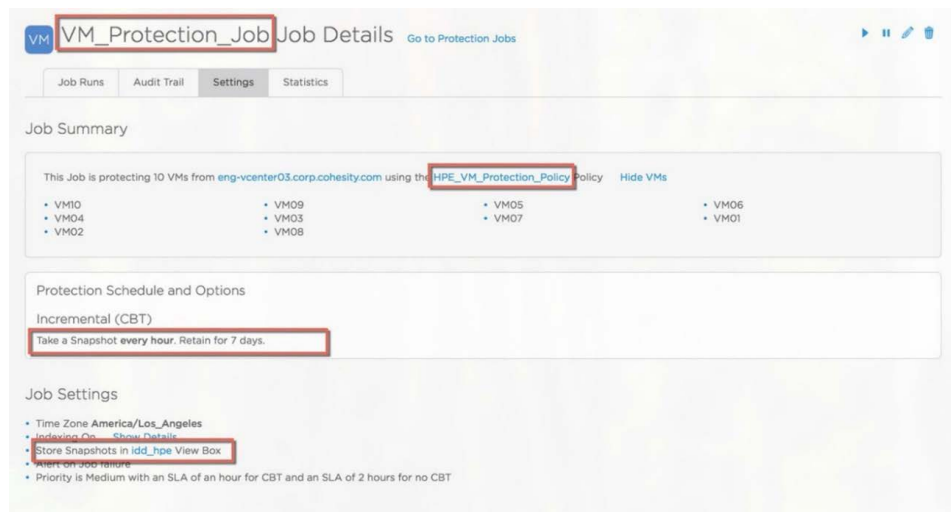 VM VM_Protection_Job Job Details Go to Protection Jobs
Job Runs Audit Trail Settings Statistics
Job Summary
This Job is protecting 10 VMs from eng-vcenter03.corp.cohesity.com using the HPE_VM_Protection_Policy Policy Hide VMs
• VM10 • VM09 • VM05 • VM06
• VM04 • VM03 • VM07 • VM01
• VM02 • VM08
Protection Schedule and Options
Incremental (CBT)
Take a Snapshot every hour. Retain for 7 days.
Job Settings
• Time Zone America/Los_Angeles
• Indexing On Show Details
• Store Snapshots in idd_hpe View Box
• Alert on Job failure
• Priority is Medium with an SLA of an hour for CBT and an SLA of 2 hours for no CBT